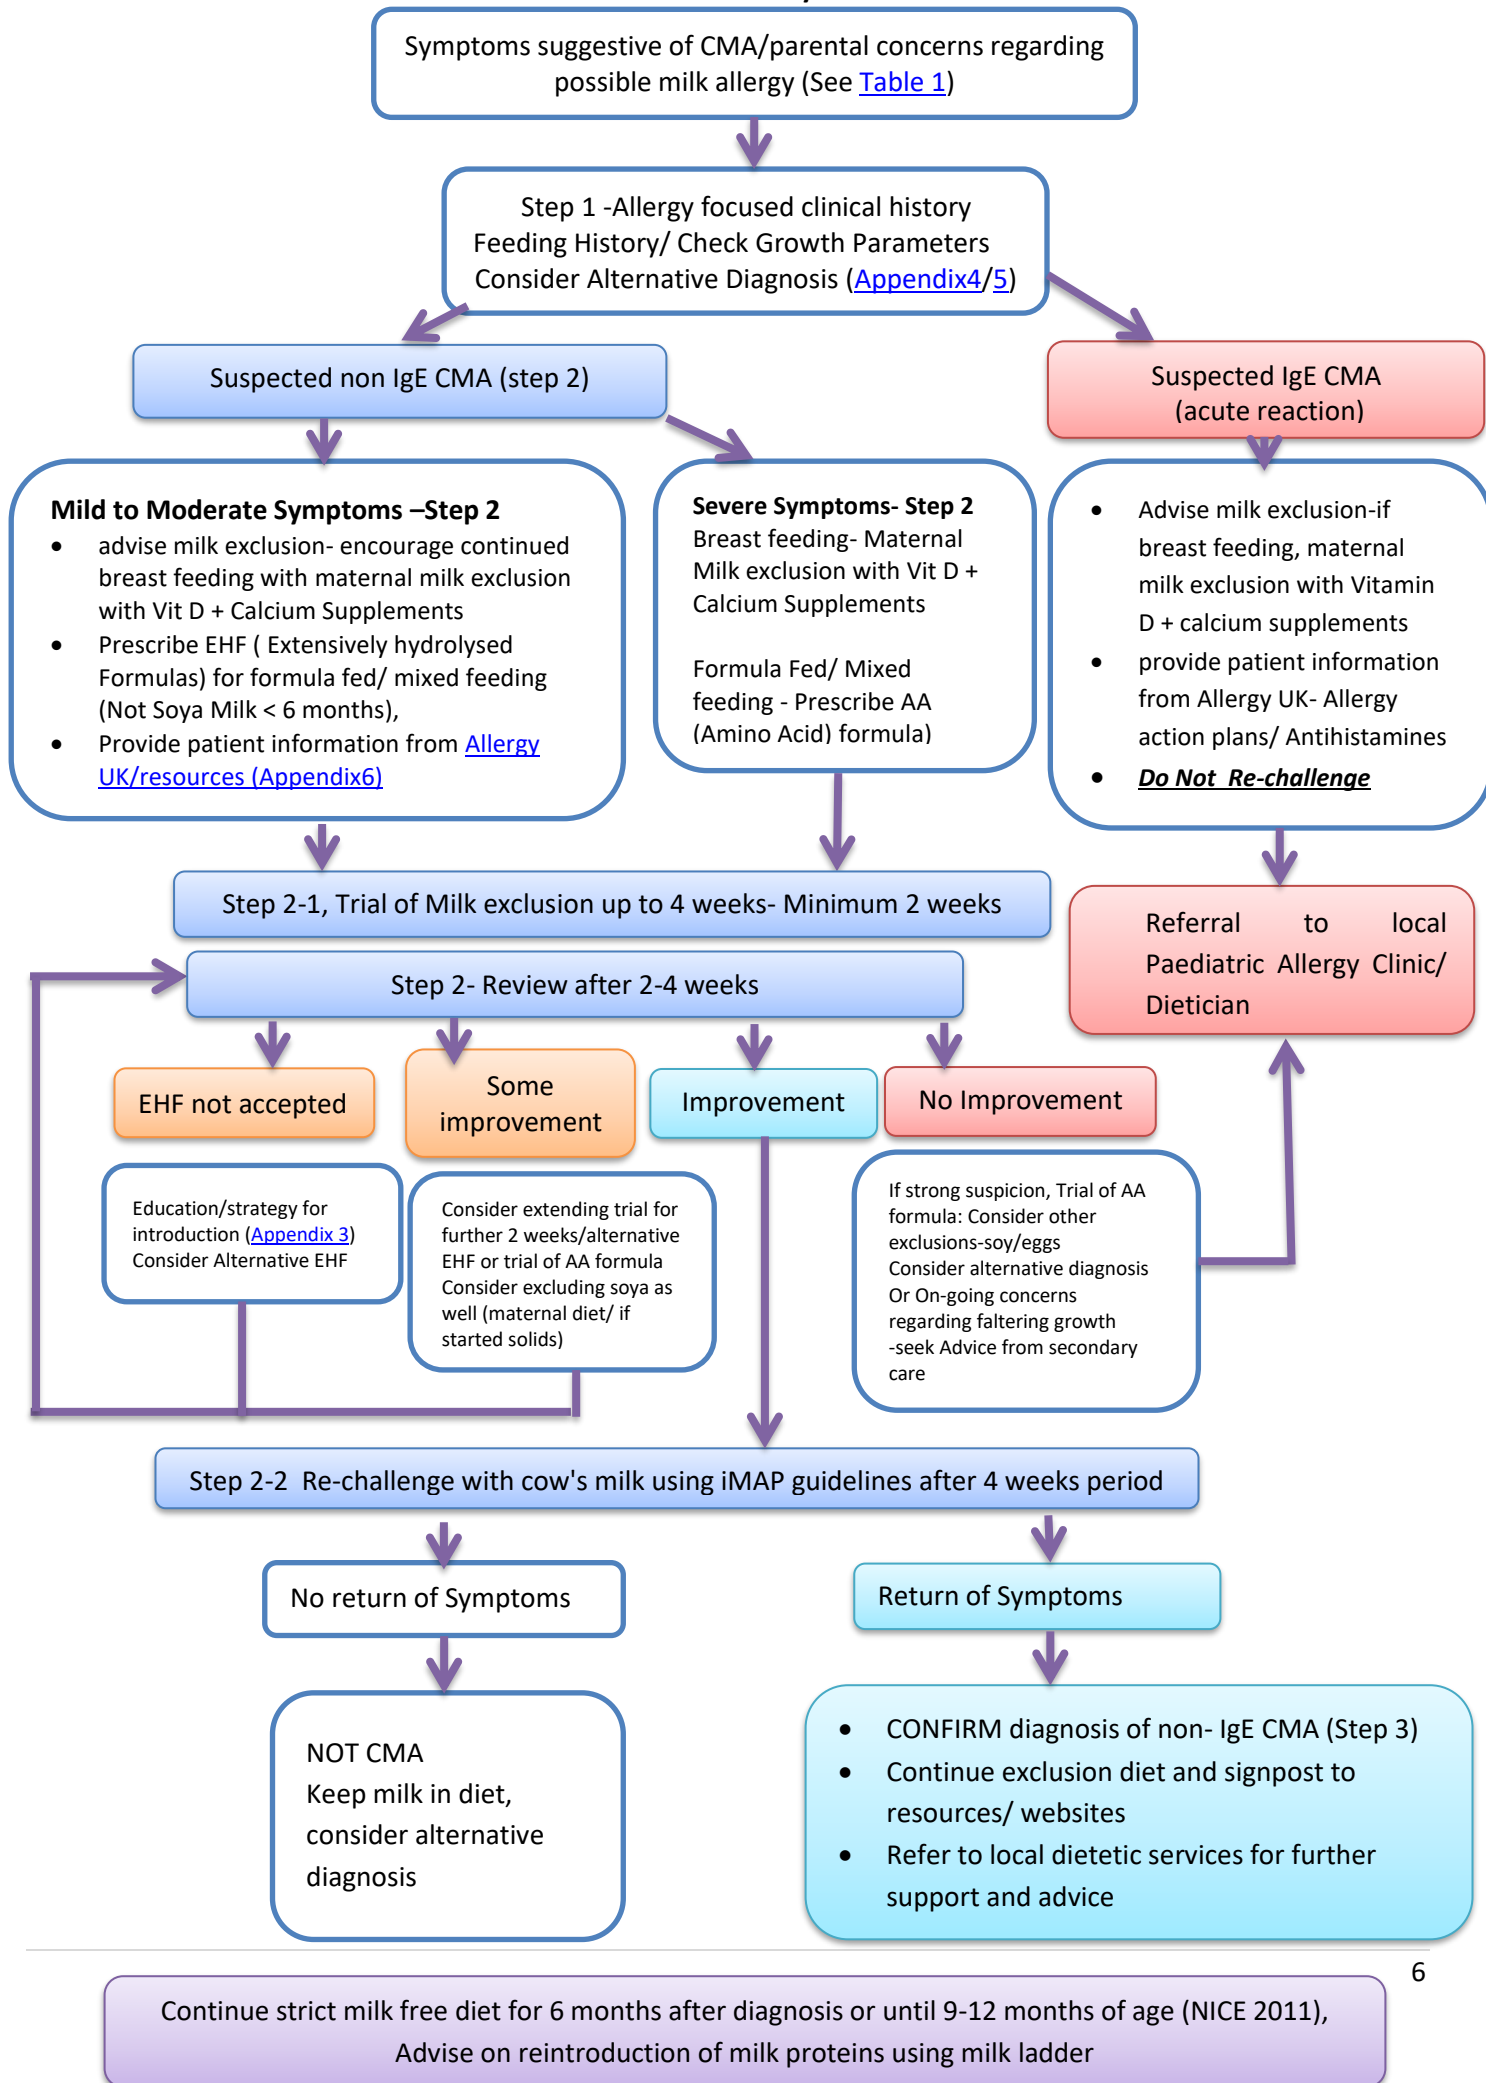 Symptoms suggestive of CMA/parental concerns regarding
possible milk allergy (See Table 1)
Step 1 -Allergy focused clinical history
Feeding History/ Check Growth Parameters
Consider Alternative Diagnosis (Appendix4/5)
Suspected non IgE CMA (step 2)
Suspected IgE CMA
(acute reaction)
Mild to Moderate Symptoms –Step 2
• advise milk exclusion- encourage continued
breast feeding with maternal milk exclusion
with Vit D + Calcium Supplements
• Prescribe EHF ( Extensively hydrolysed
Formulas) for formula fed/ mixed feeding
(Not Soya Milk < 6 months),
• Provide patient information from Allergy
UK/resources (Appendix6)
Severe Symptoms- Step 2
Breast feeding- Maternal
Milk exclusion with Vit D +
Calcium Supplements
Formula Fed/ Mixed
feeding - Prescribe AA
(Amino Acid) formula)
• Advise milk exclusion-if
breast feeding, maternal
milk exclusion with Vitamin
D + calcium supplements
• provide patient information
from Allergy UK- Allergy
action plans/ Antihistamines
• Do Not Re-challenge
Step 2-1, Trial of Milk exclusion up to 4 weeks- Minimum 2 weeks
Referral to local
Paediatric Allergy Clinic/
Dietician
Step 2- Review after 2-4 weeks
EHF not accepted
Some
improvement
Improvement
No Improvement
Education/strategy for
introduction (Appendix 3)
Consider Alternative EHF
Consider extending trial for
further 2 weeks/alternative
EHF or trial of AA formula
Consider excluding soya as
well (maternal diet/ if
started solids)
If strong suspicion, Trial of AA
formula: Consider other
exclusions-soy/eggs
Consider alternative diagnosis
Or On-going concerns
regarding faltering growth
-seek Advice from secondary
care
Step 2-2 Re-challenge with cow's milk using iMAP guidelines after 4 weeks period
No return of Symptoms
Return of Symptoms
NOT CMA
Keep milk in diet,
consider alternative
diagnosis
• CONFIRM diagnosis of non- IgE CMA (Step 3)
• Continue exclusion diet and signpost to
resources/ websites
• Refer to local dietetic services for further
support and advice
6
Continue strict milk free diet for 6 months after diagnosis or until 9-12 months of age (NICE 2011),
Advise on reintroduction of milk proteins using milk ladder